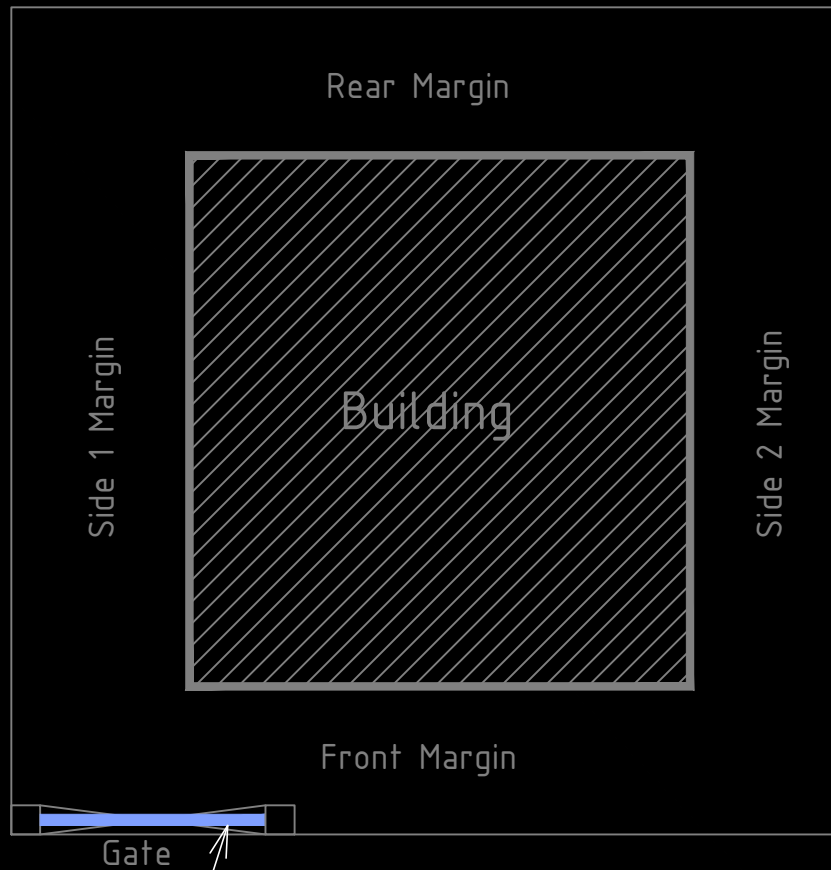 Rear Margin
Side 1 Margin
Building
Side 2 Margin
Front Margin
Gate